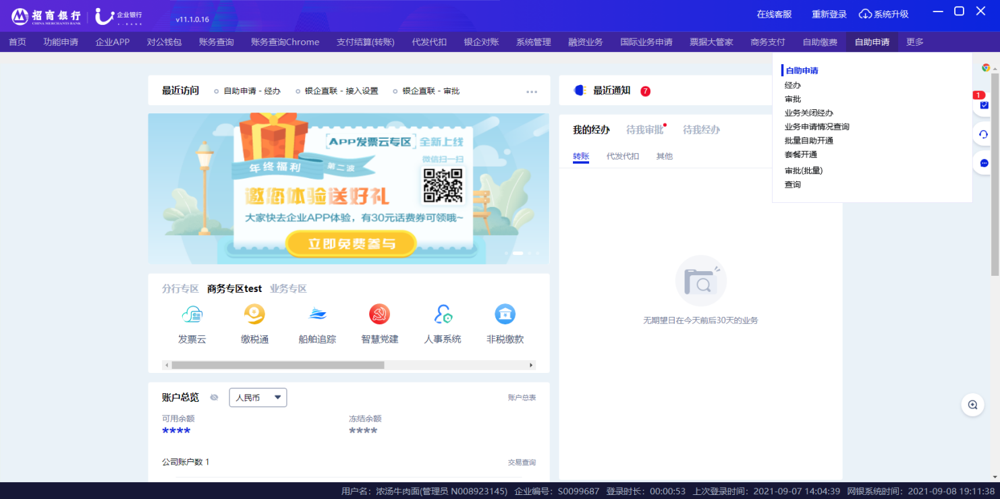 招商银行
CHINA MERCHANTS BANK
企业银行
v11.1.0.16
在线客服 重新登录 系统升级
首页 功能申请 企业APP 对公钱包 账务查询 账务查询Chrome 支付结算(转账) 代发代扣 银企对账 系统管理 融资业务 国际业务申请 票据大管家 商务支付 自助缴费 自助申请 更多
自助申请
经办
审批
业务关闭经办
业务申请情况查询
批量自助开通
套餐开通
审批(批量)
查询
1
最近访问 自助申请 - 经办 银企直联 - 接入设置 银企直联 - 审批
最近通知 7
APP发票云专区 全新上线
年终福利 第二波
微信扫一扫
邀您体验送好礼
大家快去企业APP体验，有30元话费券可领哦~
立即免费参与
我的经办 待我审批 待我经办
转账 代发代扣 其他
无期望日在今天前后30天的业务
分行专区 商务专区test 业务专区
发票云 缴税通 船舶追踪 智慧党建 人事系统 非税缴款
账户总览 人民币 账户总表
可用余额 冻结余额
**** ****
公司账户数 1 交易查询
用户名：浓汤牛肉面(管理员 N008923145) 企业编号：S0099687 登录时长：00:00:53 上次登录时间：2021-09-07 14:04:39 网银系统时间：2021-09-08 19:11:38